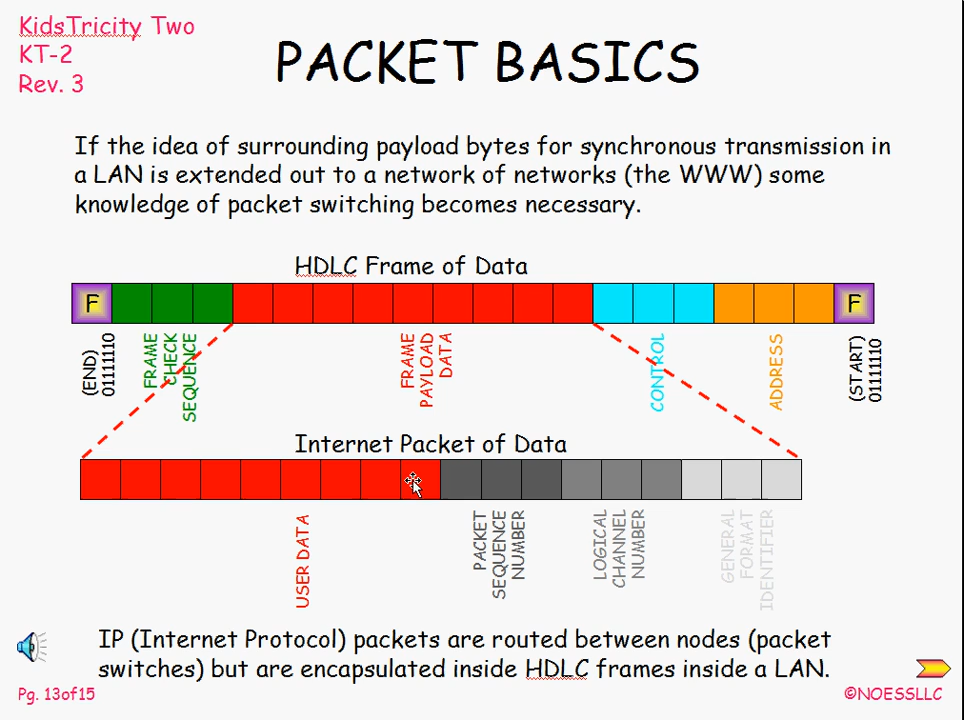 KidsTricity Two
KT-2
Rev. 3
PACKET BASICS
If the idea of surrounding payload bytes for synchronous transmission in
a LAN is extended out to a network of networks (the WWW) some
knowledge of packet switching becomes necessary.
HDLC Frame of Data
F
F
(END)
01111110
FRAME
CHECK
SEQUENCE
FRAME
PAYLOAD
DATA
CONTROL
ADDRESS
(START)
01111110
Internet Packet of Data
USER DATA
PACKET
SEQUENCE
NUMBER
LOGICAL
CHANNEL
NUMBER
GENERAL
FORMAT
IDENTIFIER
IP (Internet Protocol) packets are routed between nodes (packet
switches) but are encapsulated inside HDLC frames inside a LAN.
Pg. 13of15
©NOESSLLC